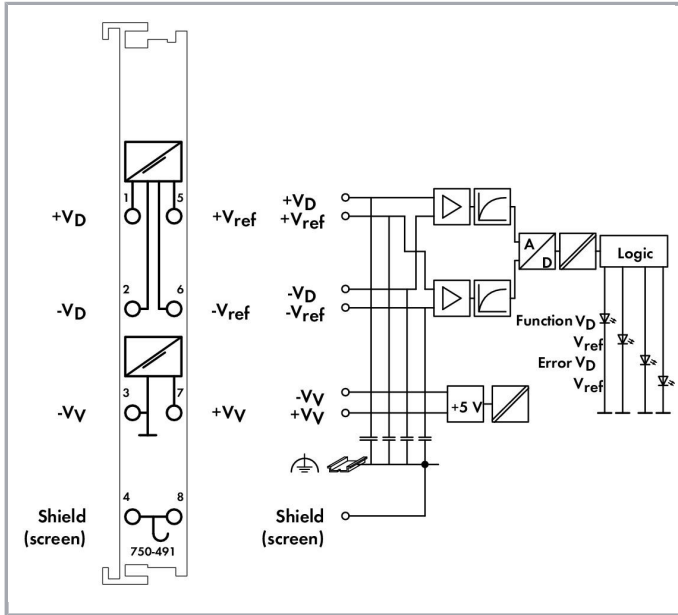 1
5
+VD
+Vref
2
6
-VD
-Vref
3
7
-VV
+VV
4
8
Shield
(screen)
750-491
+VD
+Vref
-VD
-Vref
-VV
+VV
Shield
(screen)
+5 V
A
D
Logic
Function VD
Vref
Error VD
Vref